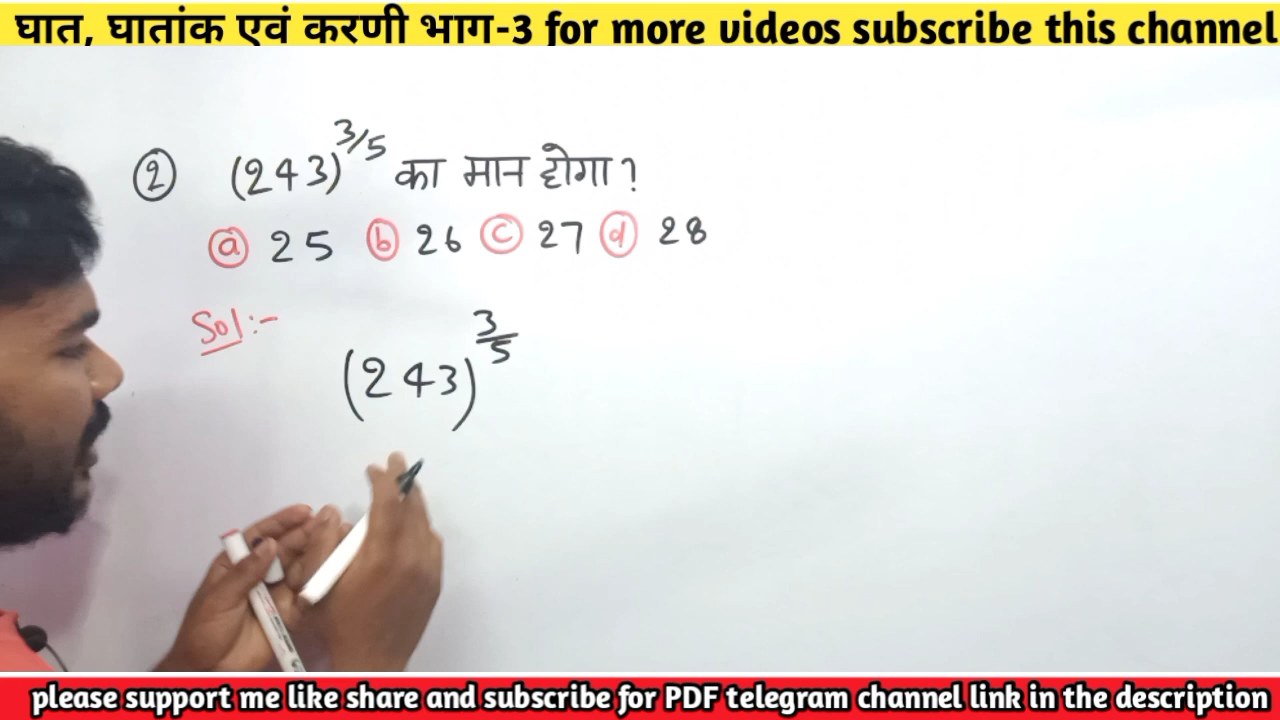 घात, घातांक एवं करणी भाग-3 for more videos subscribe this channel
② (243)^3/5 का मान होगा ?
ⓐ 25 ⓑ 26 ⓒ 27 ⓓ 28
Sol:-
(243)^3/5
please support me like share and subscribe for PDF telegram channel link in the description